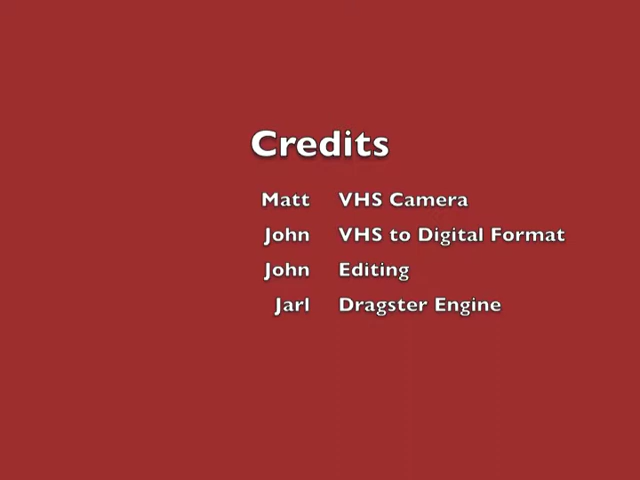 Credits
Matt VHS Camera
John VHS to Digital Format
John Editing
Jarl Dragster Engine